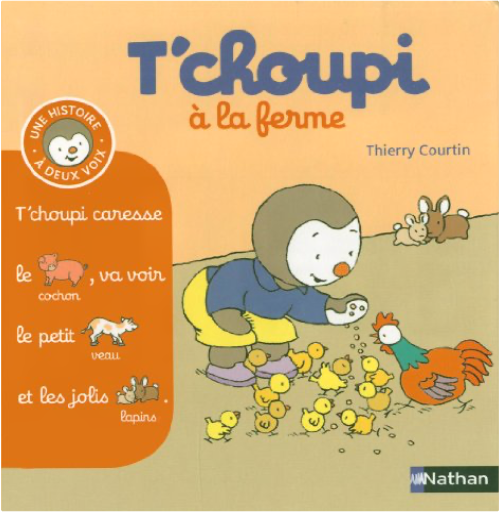 T'choupi
à la ferme
Thierry Courtin
UNE HISTOIRE
À DEUX VOIX
T'choupi caresse
le , va voir
cochon
le petit
veau
et les jolis .
lapins
Nathan